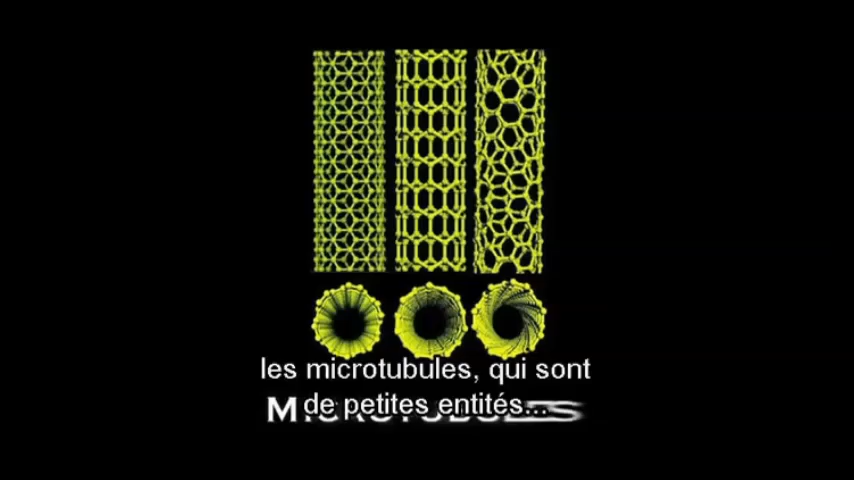 les microtubules, qui sont
de petites entités...